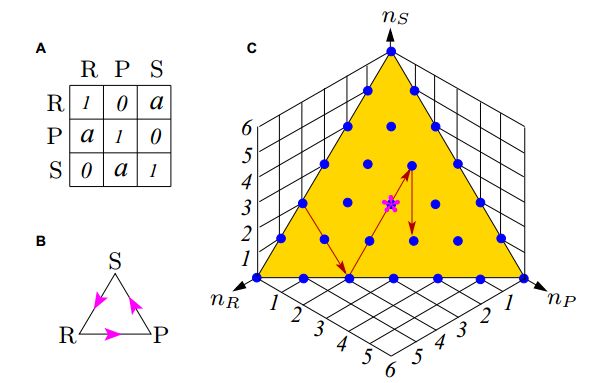 A
R P S
R 1 0 a
P a 1 0
S 0 a 1
B
S
R P
C
n_S
6
5
4
3
2
1
n_R
n_P
1 2 3 4 5 6
5 4 3 2 1